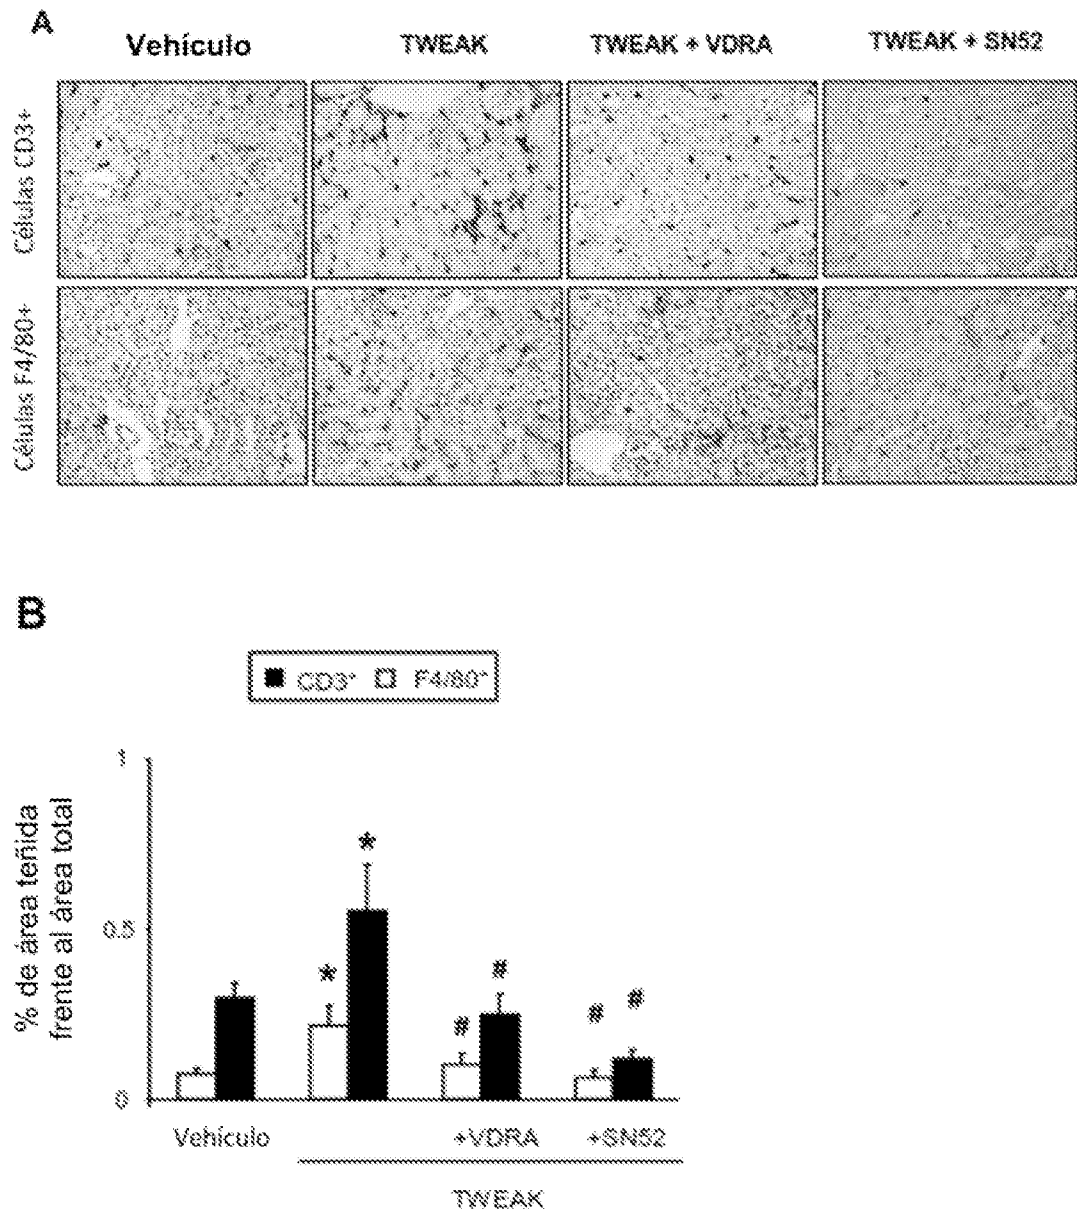 A
Vehículo
TWEAK
TWEAK + VDRA
TWEAK + SN52
Células CD3+
Células F4/80+
B
CD3⁺
F4/80⁺
% de área teñida
frente al área total
1
0.5
0
*
*
#
#
#
#
Vehículo
+VDRA
+SN52
TWEAK